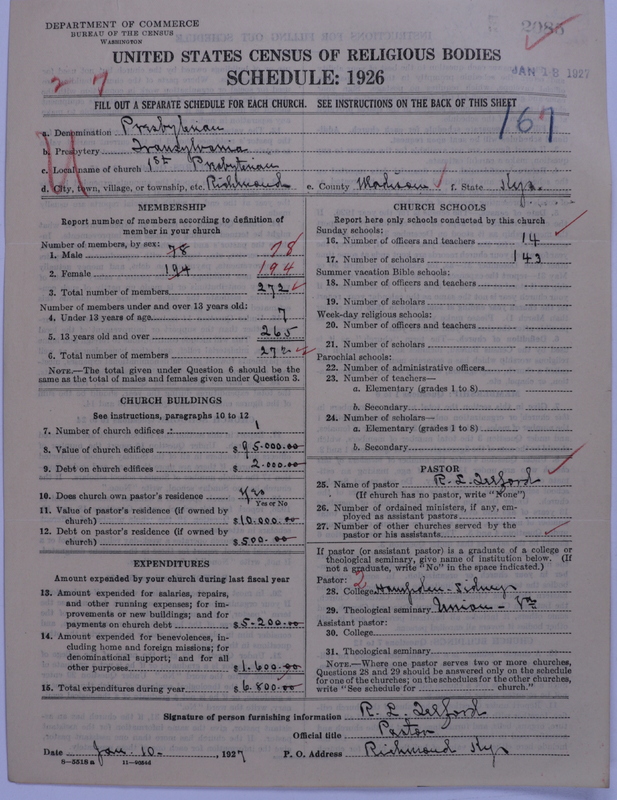 DEPARTMENT OF COMMERCE
BUREAU OF THE CENSUS
WASHINGTON
2085
JAN 18 1927
UNITED STATES CENSUS OF RELIGIOUS BODIES
SCHEDULE: 1926
2 7
FILL OUT A SEPARATE SCHEDULE FOR EACH CHURCH. SEE INSTRUCTIONS ON THE BACK OF THIS SHEET
167
a. Denomination Presbyterian
b. Presbytery Transylvania
c. Local name of church 1st Presbyterian
d. City, town, village, or township, etc. Richmond e. County Madison f. State Ky.
MEMBERSHIP
Report number of members according to definition of member in your church
Number of members, by sex:
1. Male 78 78
2. Female 194 194
3. Total number of members 272
Number of members under and over 13 years old:
4. Under 13 years of age 7
5. 13 years old and over 265
6. Total number of members 272
NOTE.—The total given under Question 6 should be same as the total of males and females given under Question 3.
CHURCH BUILDINGS
See instructions, paragraphs 10 to 12
7. Number of church edifices 1
8. Value of church edifices $95.000.00
9. Debt on church edifices $2.000.00
10. Does church own pastor's residence Yes
Yes or No
11. Value of pastor's residence (if owned by church) $10.000.00
12. Debt on pastor's residence (if owned by church) $500.00
EXPENDITURES
Amount expended by your church during last fiscal year
13. Amount expended for salaries, repairs, and other running expenses; for improvements or new buildings; and for payments on church debt $5-200.00
14. Amount expended for benevolences, including home and foreign missions; for denominational support; and for all other purposes $1.600.00
15. Total expenditures during year $6.800.00
CHURCH SCHOOLS
Report here only schools conducted by this church
Sunday schools:
16. Number of officers and teachers 14
17. Number of scholars 143
Summer vacation Bible schools:
18. Number of officers and teachers
19. Number of scholars
Week-day religious schools:
20. Number of officers and teachers
21. Number of scholars
Parochial schools:
22. Number of administrative officers
23. Number of teachers—
a. Elementary (grades 1 to 8)
b. Secondary
24. Number of scholars—
a. Elementary (grades 1 to 8)
b. Secondary
PASTOR
25. Name of pastor R. L. Telford
(If church has no pastor, write "None")
26. Number of ordained ministers, if any, employed as assistant pastors
27. Number of other churches served by the pastor or his assistants
If pastor (or assistant pastor) is a graduate of a college or theological seminary, give name of institution below. (If not a graduate, write "No" in the space indicated.)
Pastor: 2
28. College Hampden-Sidney
29. Theological seminary Union - Va
Assistant pastor:
30. College
31. Theological seminary
NOTE.—Where one pastor serves two or more churches, Questions 28 and 29 should be answered only on the schedule for one of the churches; on the schedules for the other churches, write "See schedule for ______ church."
Signature of person furnishing information R. L. Telford
Official title Pastor
Date Jan. 10-, 1927 P. O. Address Richmond Ky
8-5518 a